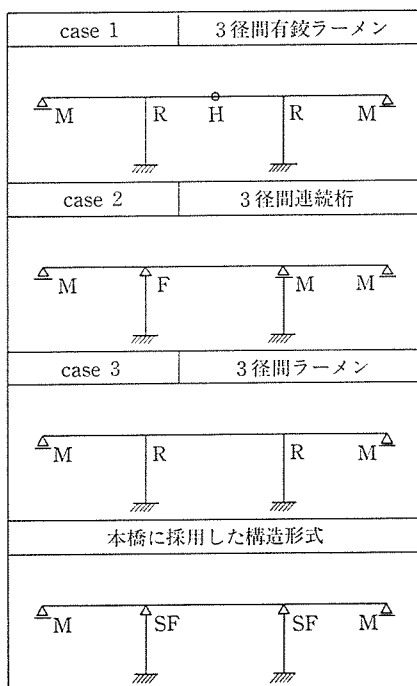 case 1 3径間有鉸ラーメン
M R H R M
case 2 3径間連続桁
M F M M
case 3 3径間ラーメン
M R R M
本橋に採用した構造形式
M SF SF M